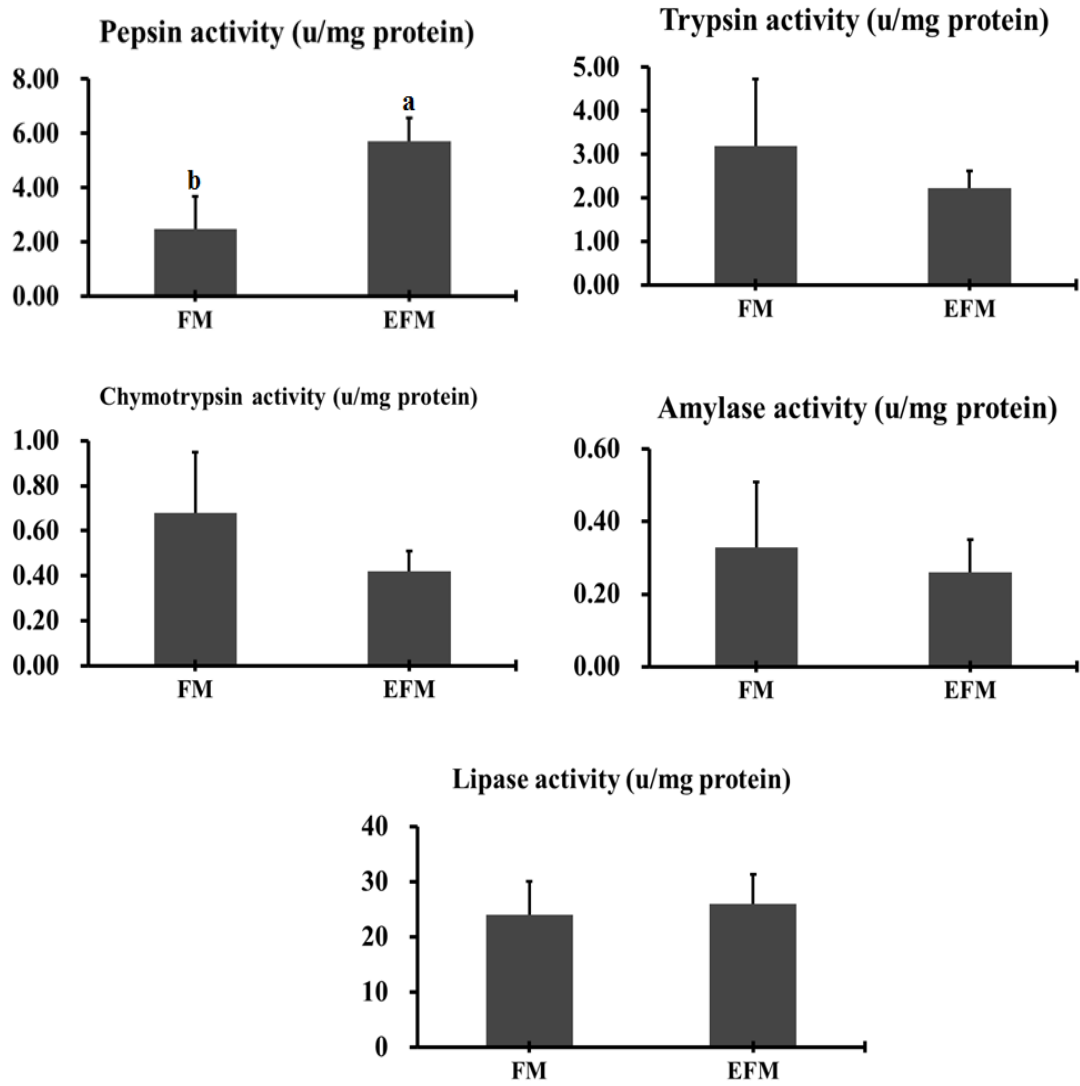 Pepsin activity (u/mg protein)
8.00
6.00
4.00
2.00
0.00
b
a
FM
EFM
Trypsin activity (u/mg protein)
5.00
4.00
3.00
2.00
1.00
0.00
FM
EFM
Chymotrypsin activity (u/mg protein)
1.00
0.80
0.60
0.40
0.20
0.00
FM
EFM
Amylase activity (u/mg protein)
0.60
0.40
0.20
0.00
FM
EFM
Lipase activity (u/mg protein)
40
30
20
10
0
FM
EFM